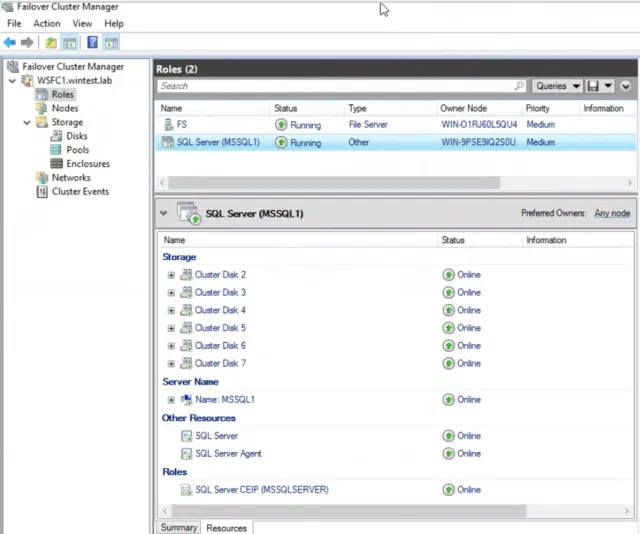 Failover Cluster Manager
File Action View Help
Failover Cluster Manager
WSFC1.wintest.lab
Roles
Nodes
Storage
Disks
Pools
Enclosures
Networks
Cluster Events
Roles (2)
Search
Queries
Name Status Type Owner Node Priority Information
FS Running File Server WIN-O1RJ60L5QU4 Medium
SQL Server (MSSQL1) Running Other WIN-9PSE9IQ2S0U Medium
SQL Server (MSSQL1) Preferred Owners: Any node
Name Status Information
Storage
Cluster Disk 2 Online
Cluster Disk 3 Online
Cluster Disk 4 Online
Cluster Disk 5 Online
Cluster Disk 6 Online
Cluster Disk 7 Online
Server Name
Name: MSSQL1 Online
Other Resources
SQL Server Online
SQL Server Agent Online
Roles
SQL Server CEIP (MSSQLSERVER) Online
Summary Resources